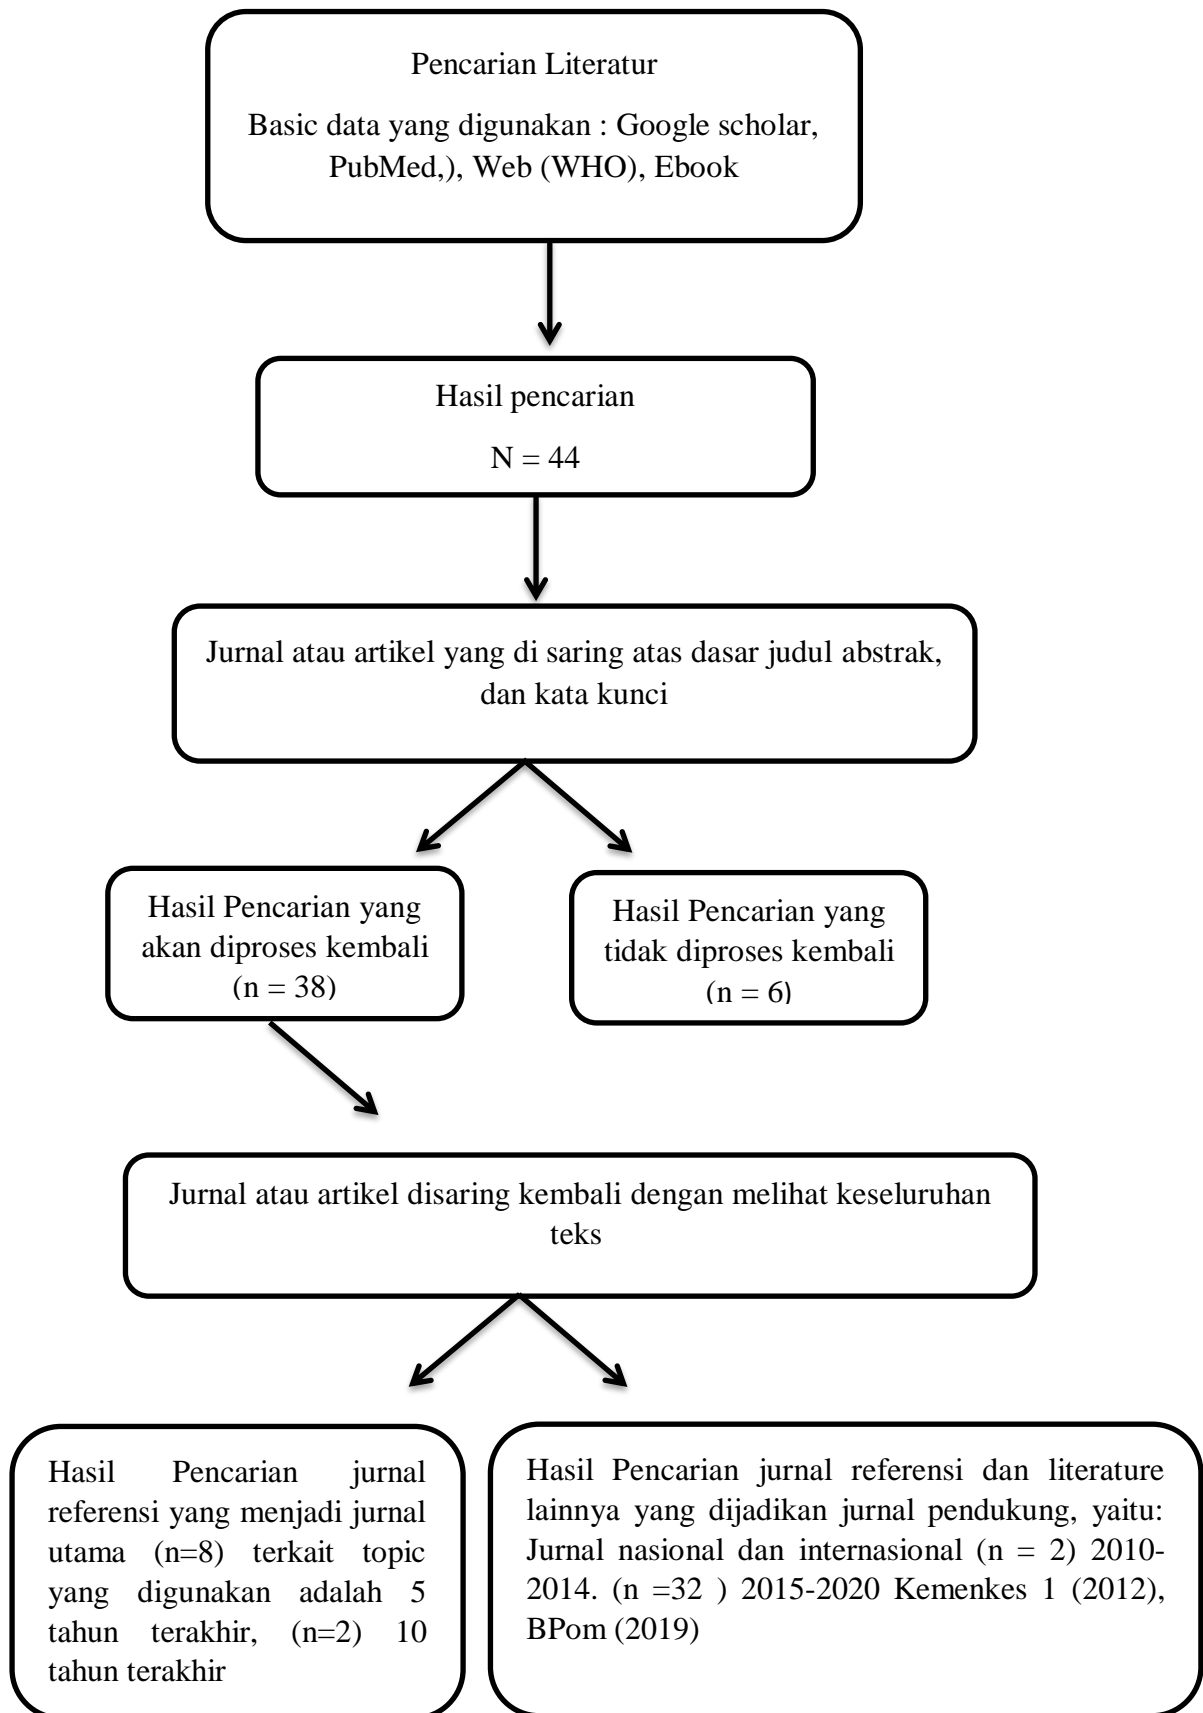 Pencarian Literatur
Basic data yang digunakan : Google scholar,
PubMed,), Web (WHO), Ebook
Hasil pencarian
N = 44
Jurnal atau artikel yang di saring atas dasar judul abstrak,
dan kata kunci
Hasil Pencarian yang
akan diproses kembali
(n = 38)
Hasil Pencarian yang
tidak diproses kembali
(n = 6)
Jurnal atau artikel disaring kembali dengan melihat keseluruhan
teks
Hasil Pencarian jurnal
referensi yang menjadi jurnal
utama (n=8) terkait topic
yang digunakan adalah 5
tahun terakhir, (n=2) 10
tahun terakhir
Hasil Pencarian jurnal referensi dan literature
lainnya yang dijadikan jurnal pendukung, yaitu:
Jurnal nasional dan internasional (n = 2) 2010-
2014. (n =32 ) 2015-2020 Kemenkes 1 (2012),
BPom (2019)